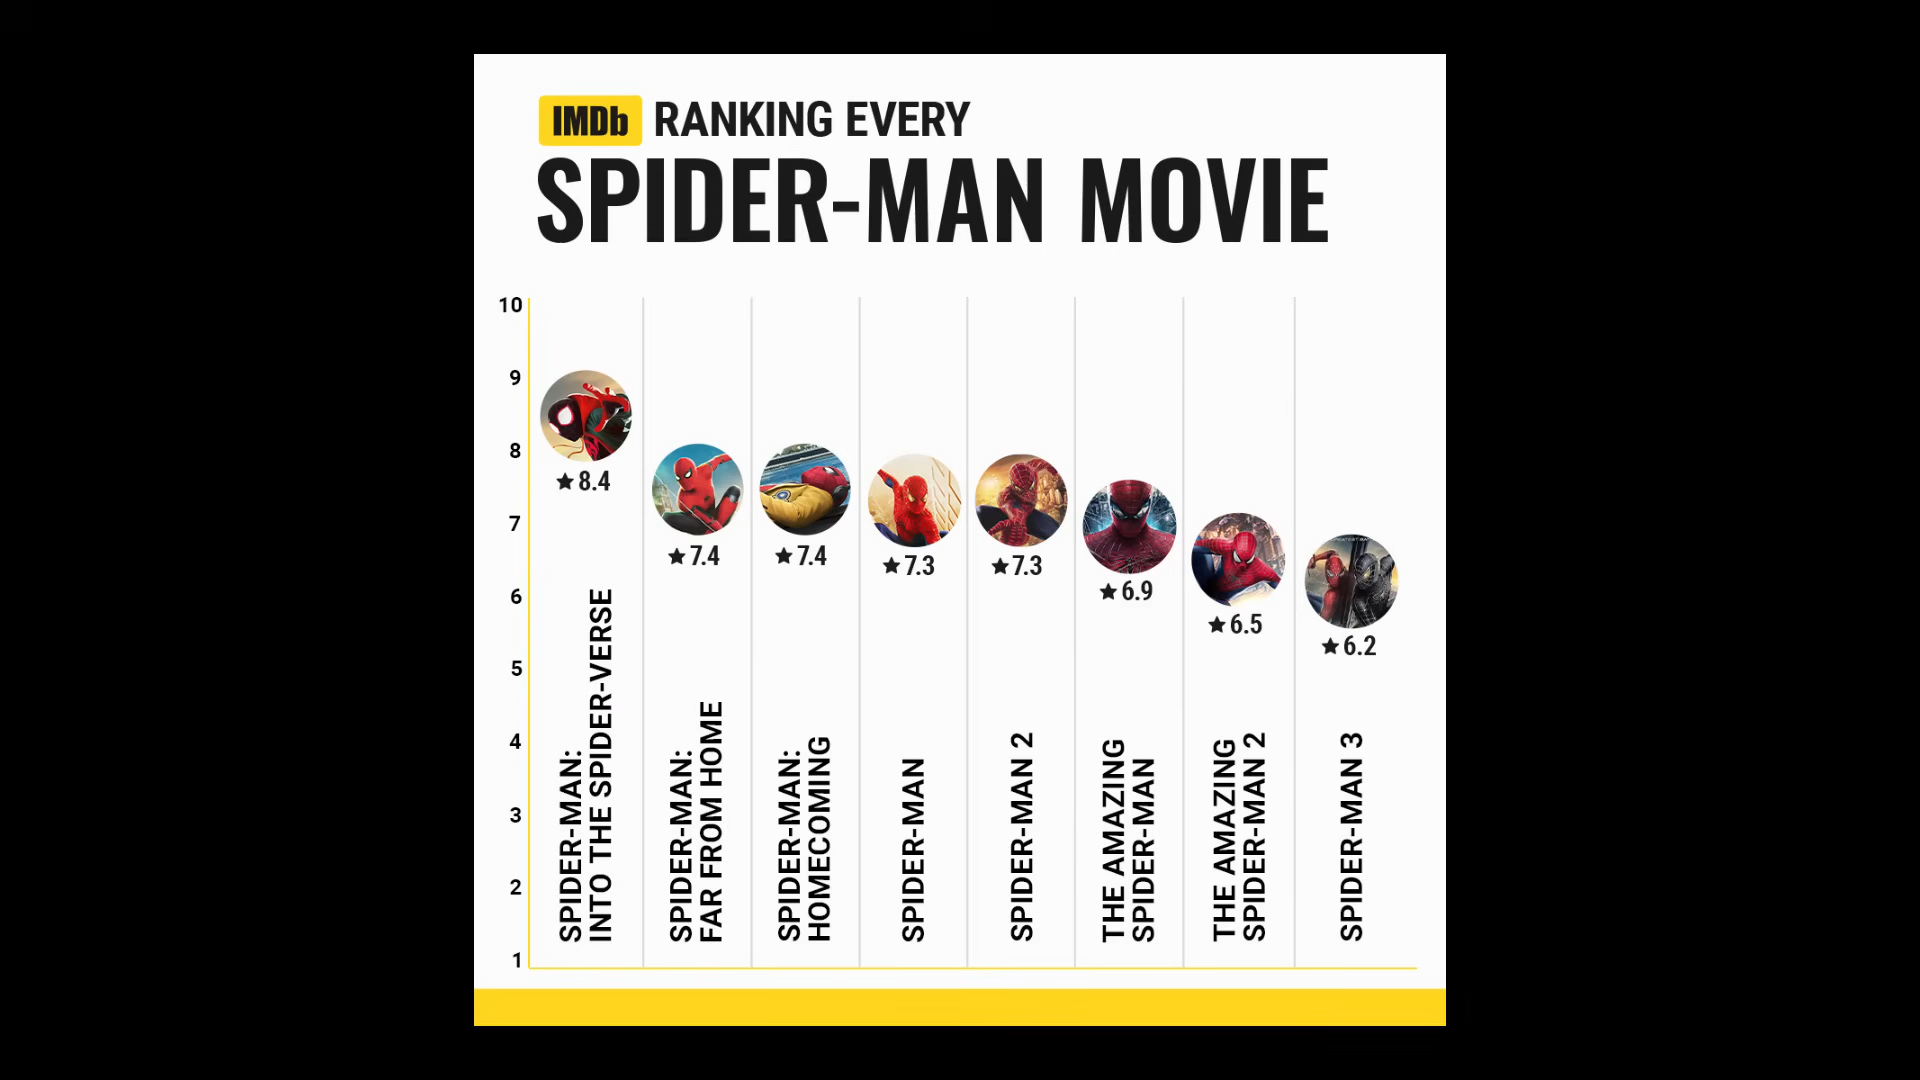 IMDb RANKING EVERY
SPIDER-MAN MOVIE
10
9
8
7
6
5
4
3
2
1
★8.4
★7.4
★7.4
★7.3
★7.3
★6.9
★6.5
★6.2
SPIDER-MAN:
INTO THE SPIDER-VERSE
SPIDER-MAN:
FAR FROM HOME
SPIDER-MAN:
HOMECOMING
SPIDER-MAN
SPIDER-MAN 2
THE AMAZING
SPIDER-MAN
THE AMAZING
SPIDER-MAN 2
SPIDER-MAN 3